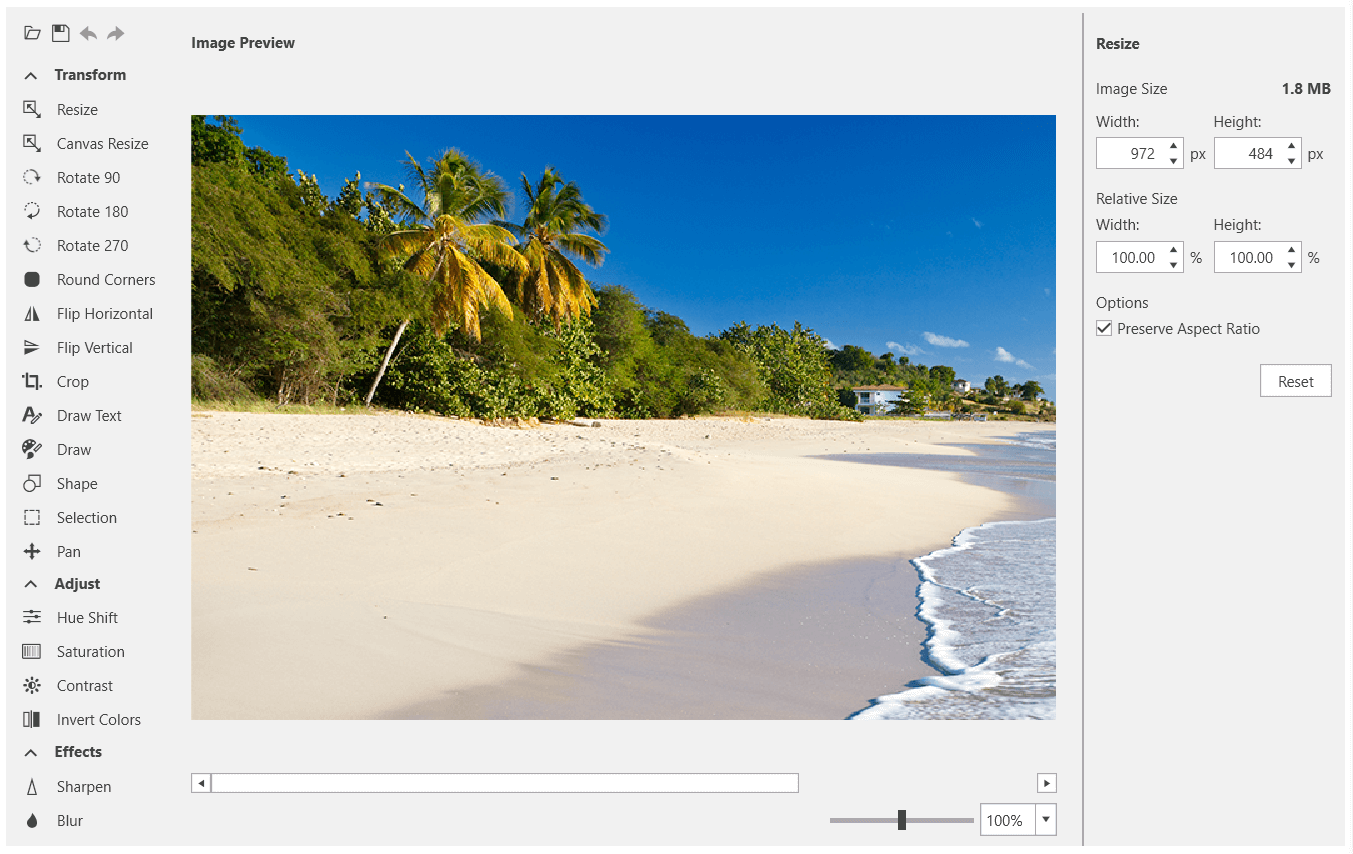 Image Preview
Transform
Resize
Canvas Resize
Rotate 90
Rotate 180
Rotate 270
Round Corners
Flip Horizontal
Flip Vertical
Crop
Draw Text
Draw
Shape
Selection
Pan
Adjust
Hue Shift
Saturation
Contrast
Invert Colors
Effects
Sharpen
Blur
100%
Resize
Image Size 1.8 MB
Width: Height:
972 px 484 px
Relative Size
Width: Height:
100.00 % 100.00 %
Options
Preserve Aspect Ratio
Reset